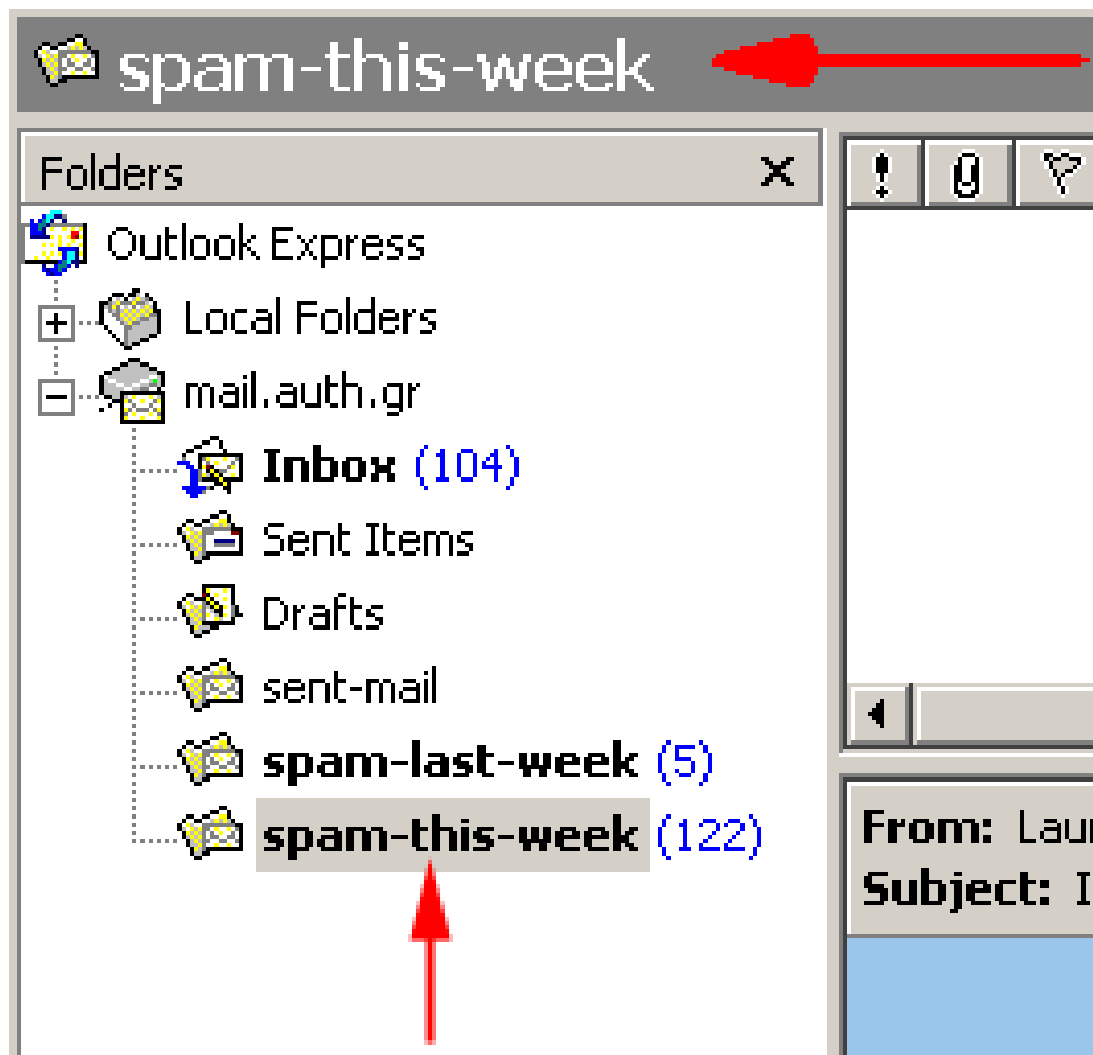 spam-this-week
Folders
Outlook Express
Local Folders
mail.auth.gr
Inbox (104)
Sent Items
Drafts
sent-mail
spam-last-week (5)
spam-this-week (122)
From:
Subject: